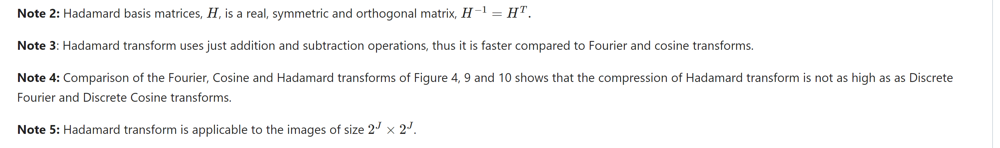 Note 2: Hadamard basis matrices, H, is a real, symmetric and orthogonal matrix, H⁻¹ = Hᵀ.
Note 3: Hadamard transform uses just addition and subtraction operations, thus it is faster compared to Fourier and cosine transforms.
Note 4: Comparison of the Fourier, Cosine and Hadamard transforms of Figure 4, 9 and 10 shows that the compression of Hadamard transform is not as high as as Discrete
Fourier and Discrete Cosine transforms.
Note 5: Hadamard transform is applicable to the images of size 2ᴶ × 2ᴶ.